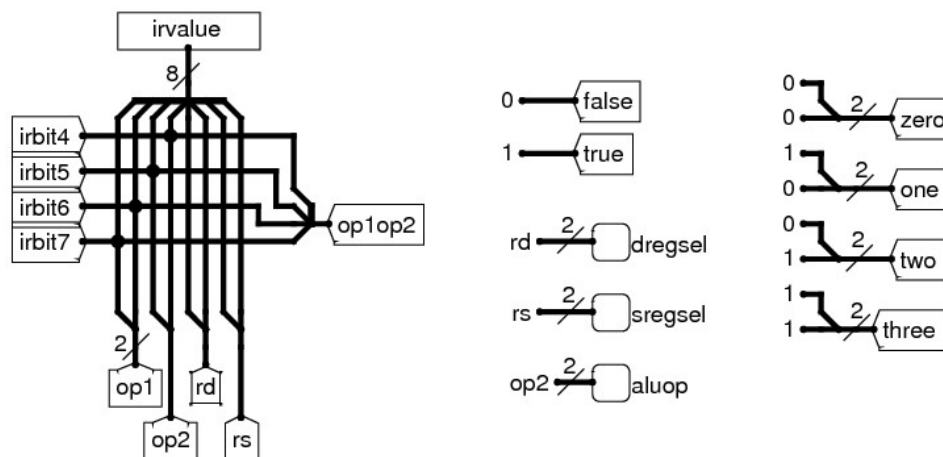 irvalue
8
irbit4
irbit5
irbit6
irbit7
op1op2
2
op1
rd
op2
rs
0
false
1
true
rd
2
dregsel
rs
2
sregsel
op2
2
aluop
0
0
2
zero
1
0
2
one
0
1
2
two
1
1
2
three